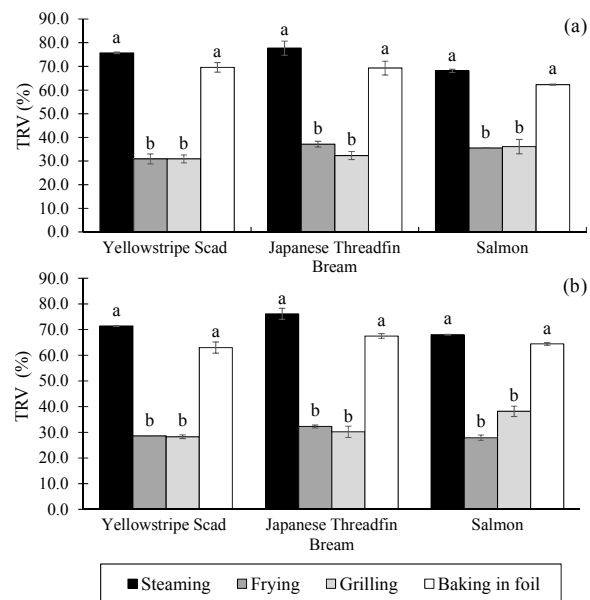 90.0
80.0
70.0
60.0
50.0
40.0
30.0
20.0
10.0
0.0
TRV (%)
(a)
a
b
b
a
a
b
b
a
a
b
b
a
Yellowstripe Scad
Japanese Threadfin
Bream
Salmon
90.0
80.0
70.0
60.0
50.0
40.0
30.0
20.0
10.0
0.0
TRV (%)
(b)
a
b
b
a
a
b
b
a
a
b
b
a
Yellowstripe Scad
Japanese Threadfin
Bream
Salmon
Steaming Frying Grilling Baking in foil